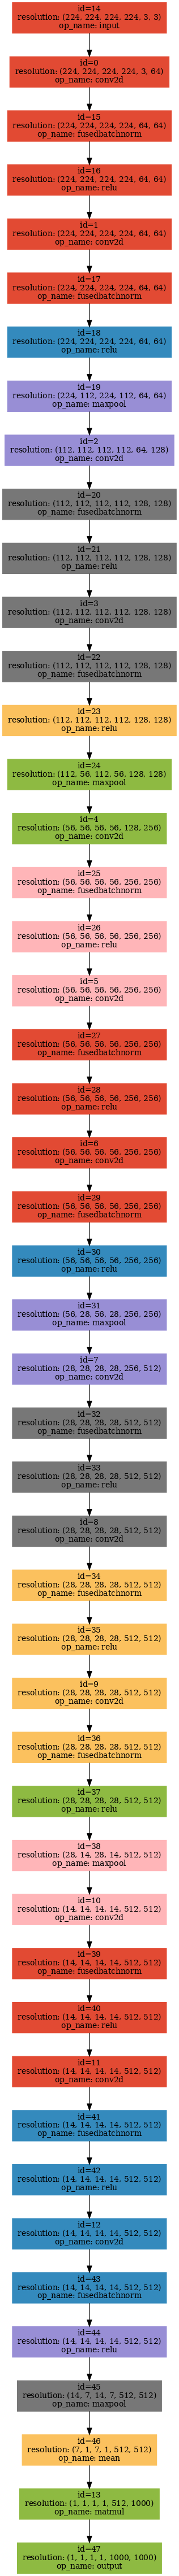 id=14
resolution: (224, 224, 224, 224, 3, 3)
op_name: input
id=0
resolution: (224, 224, 224, 224, 3, 64)
op_name: conv2d
id=15
resolution: (224, 224, 224, 224, 64, 64)
op_name: fusedbatchnorm
id=16
resolution: (224, 224, 224, 224, 64, 64)
op_name: relu
id=1
resolution: (224, 224, 224, 224, 64, 64)
op_name: conv2d
id=17
resolution: (224, 224, 224, 224, 64, 64)
op_name: fusedbatchnorm
id=18
resolution: (224, 224, 224, 224, 64, 64)
op_name: relu
id=19
resolution: (224, 112, 224, 112, 64, 64)
op_name: maxpool
id=2
resolution: (112, 112, 112, 112, 64, 128)
op_name: conv2d
id=20
resolution: (112, 112, 112, 112, 128, 128)
op_name: fusedbatchnorm
id=21
resolution: (112, 112, 112, 112, 128, 128)
op_name: relu
id=3
resolution: (112, 112, 112, 112, 128, 128)
op_name: conv2d
id=22
resolution: (112, 112, 112, 112, 128, 128)
op_name: fusedbatchnorm
id=23
resolution: (112, 112, 112, 112, 128, 128)
op_name: relu
id=24
resolution: (112, 56, 112, 56, 128, 128)
op_name: maxpool
id=4
resolution: (56, 56, 56, 56, 128, 256)
op_name: conv2d
id=25
resolution: (56, 56, 56, 56, 256, 256)
op_name: fusedbatchnorm
id=26
resolution: (56, 56, 56, 56, 256, 256)
op_name: relu
id=5
resolution: (56, 56, 56, 56, 256, 256)
op_name: conv2d
id=27
resolution: (56, 56, 56, 56, 256, 256)
op_name: fusedbatchnorm
id=28
resolution: (56, 56, 56, 56, 256, 256)
op_name: relu
id=6
resolution: (56, 56, 56, 56, 256, 256)
op_name: conv2d
id=29
resolution: (56, 56, 56, 56, 256, 256)
op_name: fusedbatchnorm
id=30
resolution: (56, 56, 56, 56, 256, 256)
op_name: relu
id=31
resolution: (56, 28, 56, 28, 256, 256)
op_name: maxpool
id=7
resolution: (28, 28, 28, 28, 256, 512)
op_name: conv2d
id=32
resolution: (28, 28, 28, 28, 512, 512)
op_name: fusedbatchnorm
id=33
resolution: (28, 28, 28, 28, 512, 512)
op_name: relu
id=8
resolution: (28, 28, 28, 28, 512, 512)
op_name: conv2d
id=34
resolution: (28, 28, 28, 28, 512, 512)
op_name: fusedbatchnorm
id=35
resolution: (28, 28, 28, 28, 512, 512)
op_name: relu
id=9
resolution: (28, 28, 28, 28, 512, 512)
op_name: conv2d
id=36
resolution: (28, 28, 28, 28, 512, 512)
op_name: fusedbatchnorm
id=37
resolution: (28, 28, 28, 28, 512, 512)
op_name: relu
id=38
resolution: (28, 14, 28, 14, 512, 512)
op_name: maxpool
id=10
resolution: (14, 14, 14, 14, 512, 512)
op_name: conv2d
id=39
resolution: (14, 14, 14, 14, 512, 512)
op_name: fusedbatchnorm
id=40
resolution: (14, 14, 14, 14, 512, 512)
op_name: relu
id=11
resolution: (14, 14, 14, 14, 512, 512)
op_name: conv2d
id=41
resolution: (14, 14, 14, 14, 512, 512)
op_name: fusedbatchnorm
id=42
resolution: (14, 14, 14, 14, 512, 512)
op_name: relu
id=12
resolution: (14, 14, 14, 14, 512, 512)
op_name: conv2d
id=43
resolution: (14, 14, 14, 14, 512, 512)
op_name: fusedbatchnorm
id=44
resolution: (14, 14, 14, 14, 512, 512)
op_name: relu
id=45
resolution: (14, 7, 14, 7, 512, 512)
op_name: maxpool
id=46
resolution: (7, 1, 7, 1, 512, 512)
op_name: mean
id=13
resolution: (1, 1, 1, 1, 512, 1000)
op_name: matmul
id=47
resolution: (1, 1, 1, 1, 1000, 1000)
op_name: output